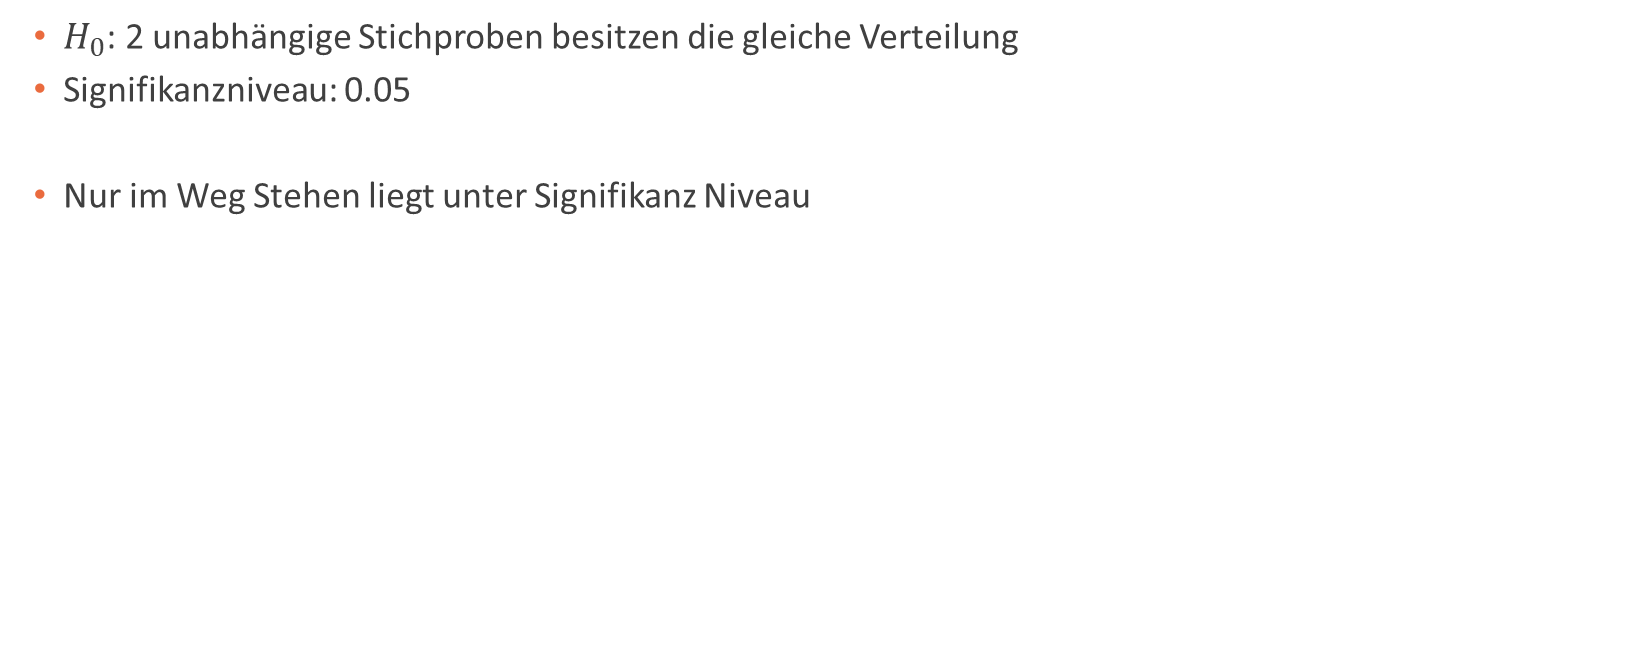 • H₀: 2 unabhängige Stichproben besitzen die gleiche Verteilung
• Signifikanzniveau: 0.05
• Nur im Weg Stehen liegt unter Signifikanz Niveau